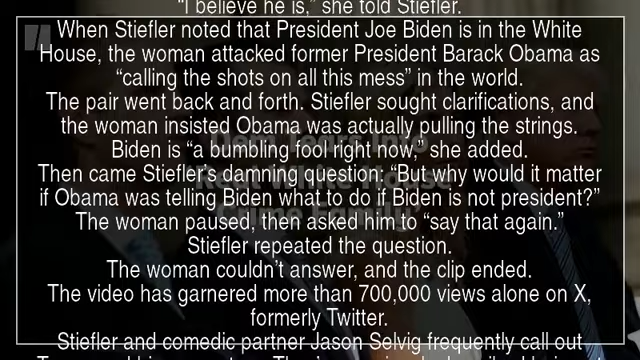 "I believe he is," she told Stiefler.
When Stiefler noted that President Joe Biden is in the White
House, the woman attacked former President Barack Obama as
“calling the shots on all this mess” in the world.
The pair went back and forth. Stiefler sought clarifications, and
the woman insisted Obama was actually pulling the strings.
Biden is “a bumbling fool right now,” she added.
Then came Stiefler’s damning question: “But why would it matter
if Obama was telling Biden what to do if Biden is not president?”
The woman paused, then asked him to “say that again.”
Stiefler repeated the question.
The woman couldn’t answer, and the clip ended.
The video has garnered more than 700,000 views alone on X,
formerly Twitter.
Stiefler and comedic partner Jason Selvig frequently call out